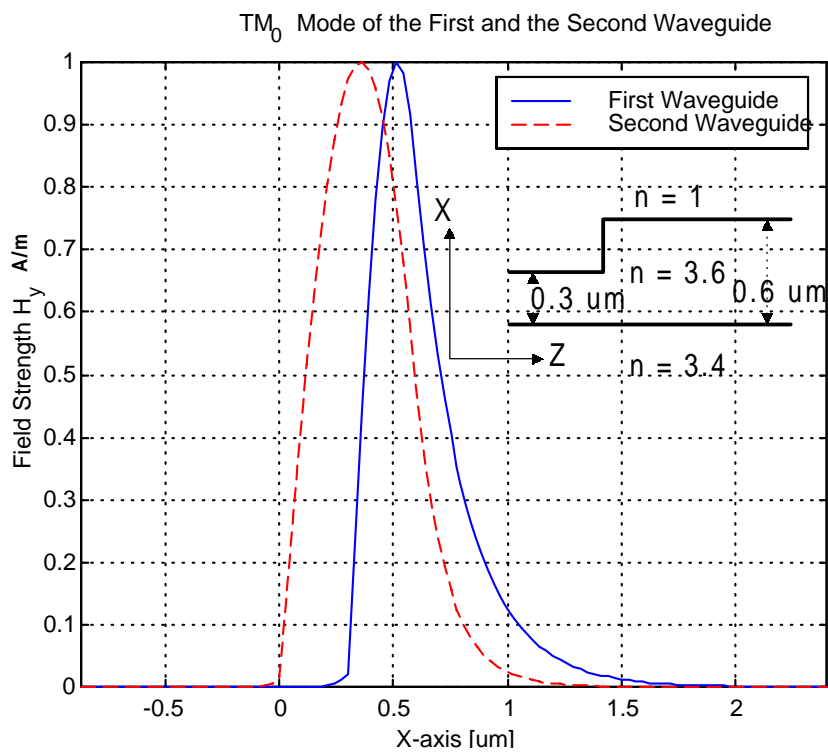 TM0 Mode of the First and the Second Waveguide
1
0.9
0.8
0.7
0.6
0.5
0.4
0.3
0.2
0.1
0
Field Strength Hy A/m
First Waveguide
Second Waveguide
n = 1
X
n = 3.6
0.3 um
0.6 um
Z
n = 3.4
-0.5
0
0.5
1
1.5
2
X-axis [um]